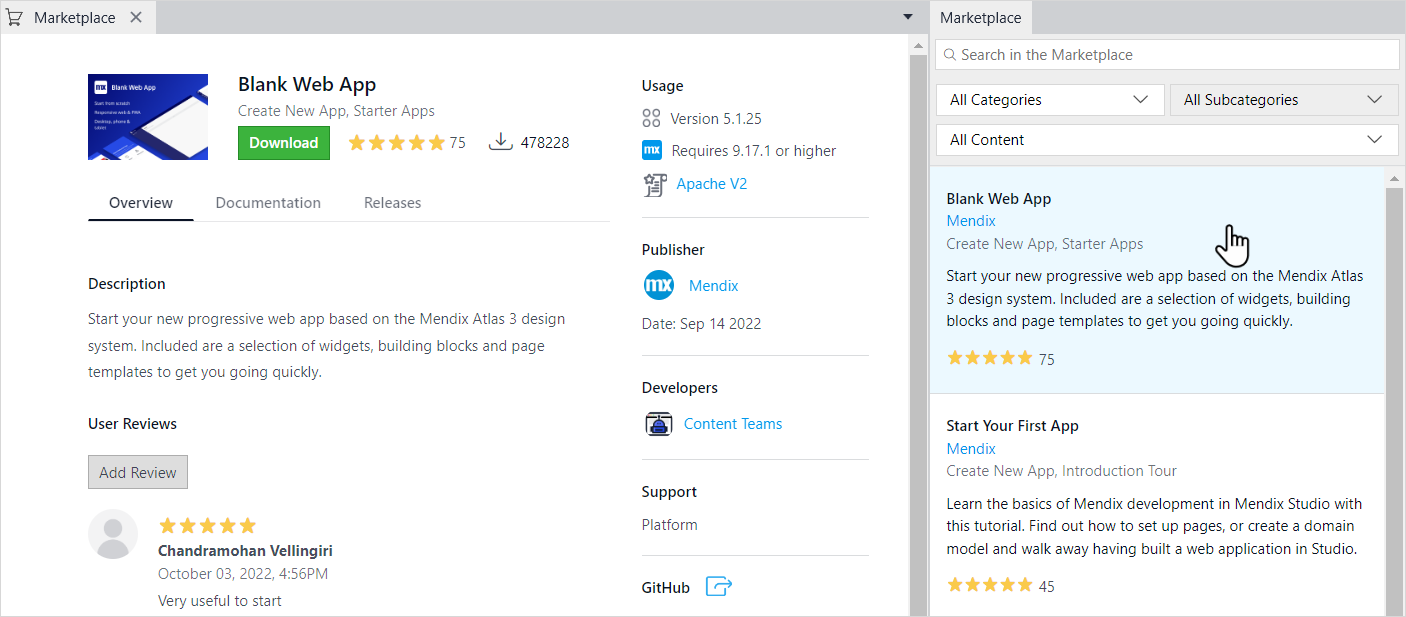 Marketplace
mx Blank Web App
Start from scratch
Responsive web & PWA
Desktop, phone &
tablet
Blank Web App
Create New App, Starter Apps
Download
75
478228
Overview
Documentation
Releases
Description
Start your new progressive web app based on the Mendix Atlas 3 design
system. Included are a selection of widgets, building blocks and page
templates to get you going quickly.
User Reviews
Add Review
Chandramohan Vellingiri
October 03, 2022, 4:56PM
Very useful to start
Usage
Version 5.1.25
mx Requires 9.17.1 or higher
Apache V2
Publisher
mx Mendix
Date: Sep 14 2022
Developers
Content Teams
Support
Platform
GitHub
Marketplace
Search in the Marketplace
All Categories
All Subcategories
All Content
Blank Web App
Mendix
Create New App, Starter Apps
Start your new progressive web app based on the Mendix Atlas
3 design system. Included are a selection of widgets, building
blocks and page templates to get you going quickly.
75
Start Your First App
Mendix
Create New App, Introduction Tour
Learn the basics of Mendix development in Mendix Studio with
this tutorial. Find out how to set up pages, or create a domain
model and walk away having built a web application in Studio.
45